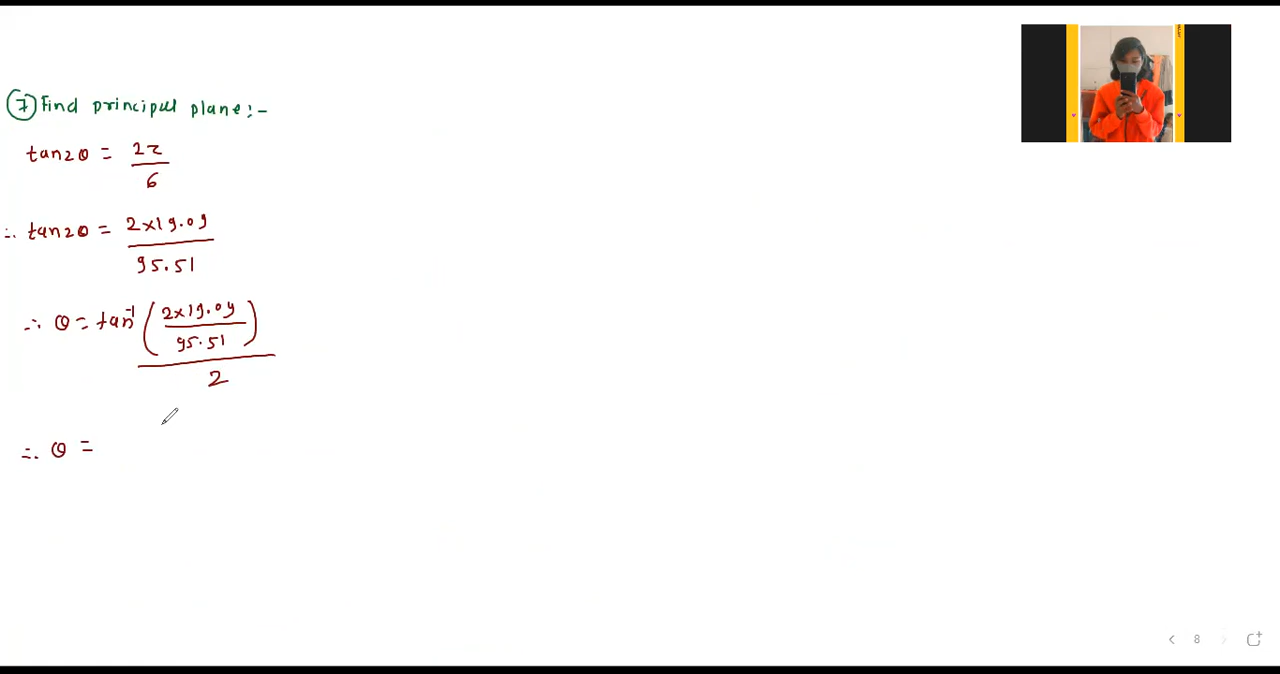 7 Find principal plane:-
tan2θ = 2τ
6
∴ tan2θ = 2×19.09
95.51
∴ θ = tan⁻¹ (2×19.09
95.51)
2
∴ θ =
8